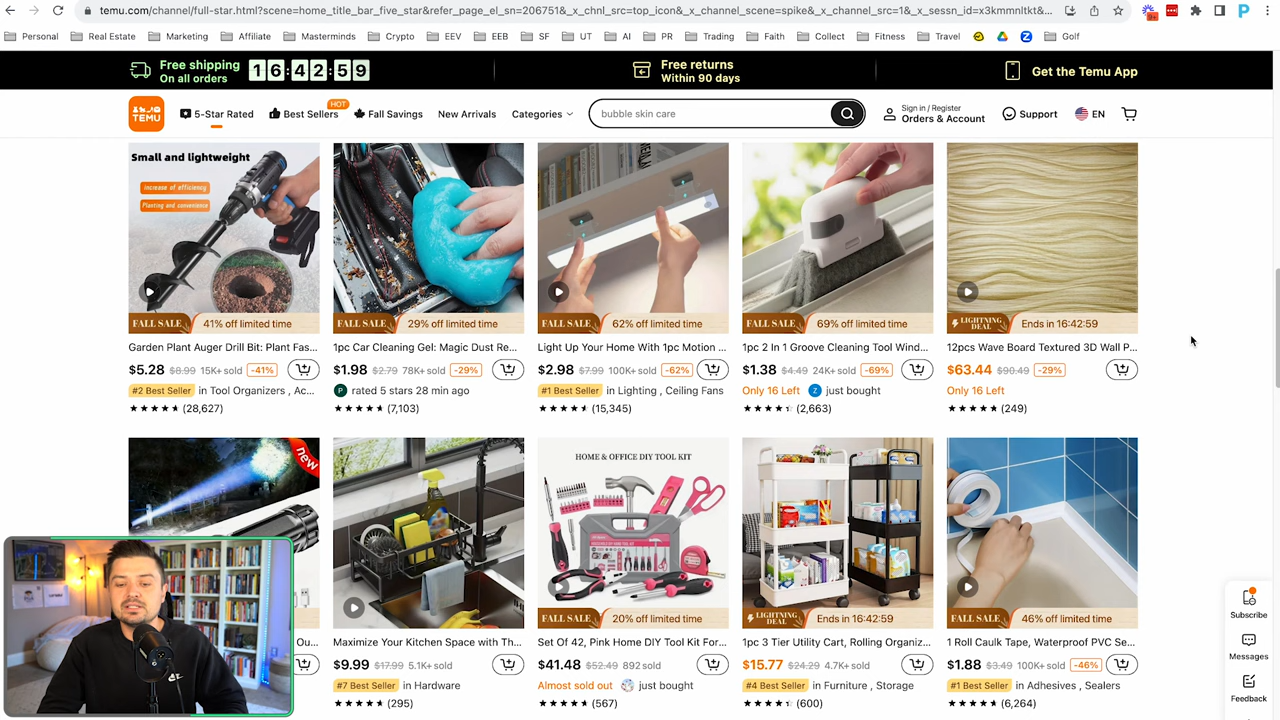 temu.com/channel/full-star.html?scene=home_title_bar_five_star&refer_page_el_sn=206751&_x_chnl_src=top_icon&_x_channel_scene=spike&_x_channel_src=1&_x_sessn_id=x3kmmnltkt&...
9+
Personal Real Estate Marketing Affiliate Masterminds Crypto EEV EEB SF UT AI PR Trading Faith Collect Fitness Travel Golf
Free shipping
On all orders
16:42:59
Free returns
Within 90 days
Get the Temu App
TEMU
5-Star Rated
Best Sellers
HOT
Fall Savings
New Arrivals
Categories
bubble skin care
Sign in / Register
Orders & Account
Support
EN
Small and lightweight
Increase of efficiency
Planting and convenience
FALL SALE 41% off limited time
FALL SALE 29% off limited time
FALL SALE 62% off limited time
FALL SALE 69% off limited time
LIGHTNING DEAL Ends in 16:42:59
Garden Plant Auger Drill Bit: Plant Fas...
1pc Car Cleaning Gel: Magic Dust Re...
Light Up Your Home With 1pc Motion ...
1pc 2 In 1 Groove Cleaning Tool Wind...
12pcs Wave Board Textured 3D Wall P...
$5.28 $8.99 15K+ sold -41%
$1.98 $2.79 78K+ sold -29%
$2.98 $7.99 100K+ sold -62%
$1.38 $4.49 24K+ sold -69%
$63.44 $90.49 -29%
#2 Best Seller in Tool Organizers , Ac...
P rated 5 stars 28 min ago
#1 Best Seller in Lighting , Ceiling Fans
Only 16 Left Z just bought
Only 16 Left
(28,627)
(7,103)
(15,345)
(2,663)
(249)
new
HOME & OFFICE DIY TOOL KIT
FALL SALE 20% off limited time
LIGHTNING DEAL Ends in 16:42:59
FALL SALE 46% off limited time
Ou...
Maximize Your Kitchen Space with Th...
Set Of 42, Pink Home DIY Tool Kit For...
1pc 3 Tier Utility Cart, Rolling Organiz...
1 Roll Caulk Tape, Waterproof PVC Se...
$9.99 $17.99 5.1K+ sold
$41.48 $52.49 892 sold
$15.77 $24.29 4.7K+ sold
$1.88 $3.49 100K+ sold -46%
#7 Best Seller in Hardware
Almost sold out just bought
#4 Best Seller in Furniture , Storage
#1 Best Seller in Adhesives , Sealers
(295)
(567)
(600)
(6,264)
Subscribe
Messages
Feedback